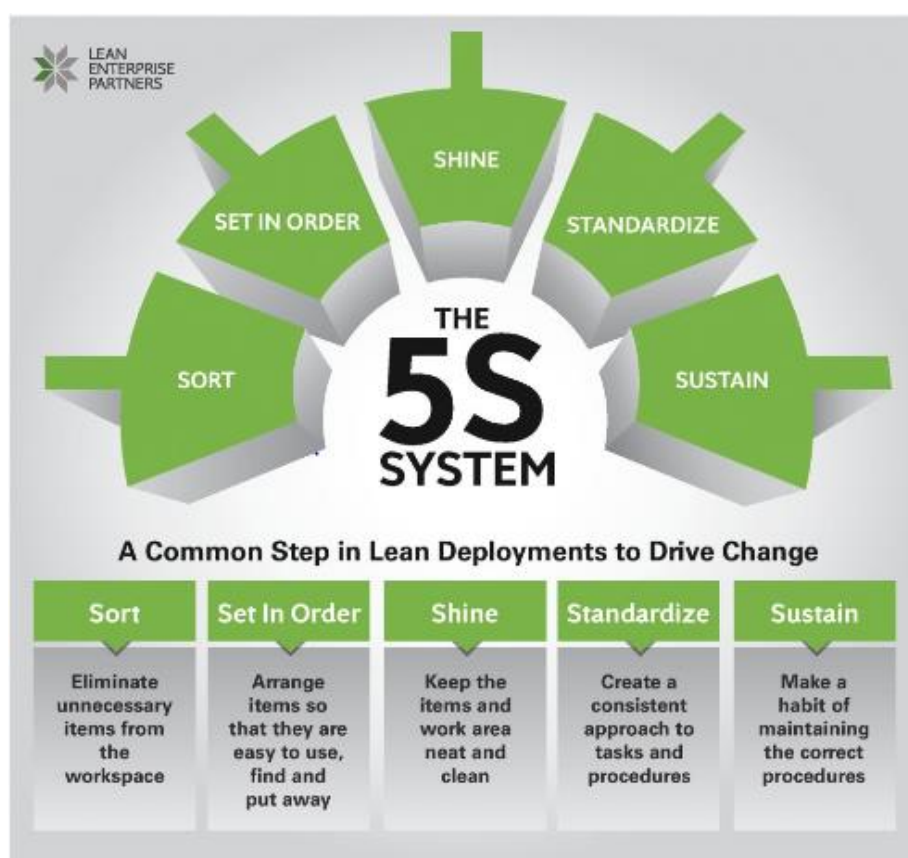 LEAN
ENTERPRISE
PARTNERS
SHINE
SET IN ORDER
STANDARDIZE
SORT
SUSTAIN
THE
5S
SYSTEM
A Common Step in Lean Deployments to Drive Change
Sort
Eliminate
unnecessary
items from
the
workspace
Set In Order
Arrange
items so
that they are
easy to use,
find and
put away
Shine
Keep the
items and
work area
neat and
clean
Standardize
Create a
consistent
approach to
tasks and
procedures
Sustain
Make a
habit of
maintaining
the correct
procedures